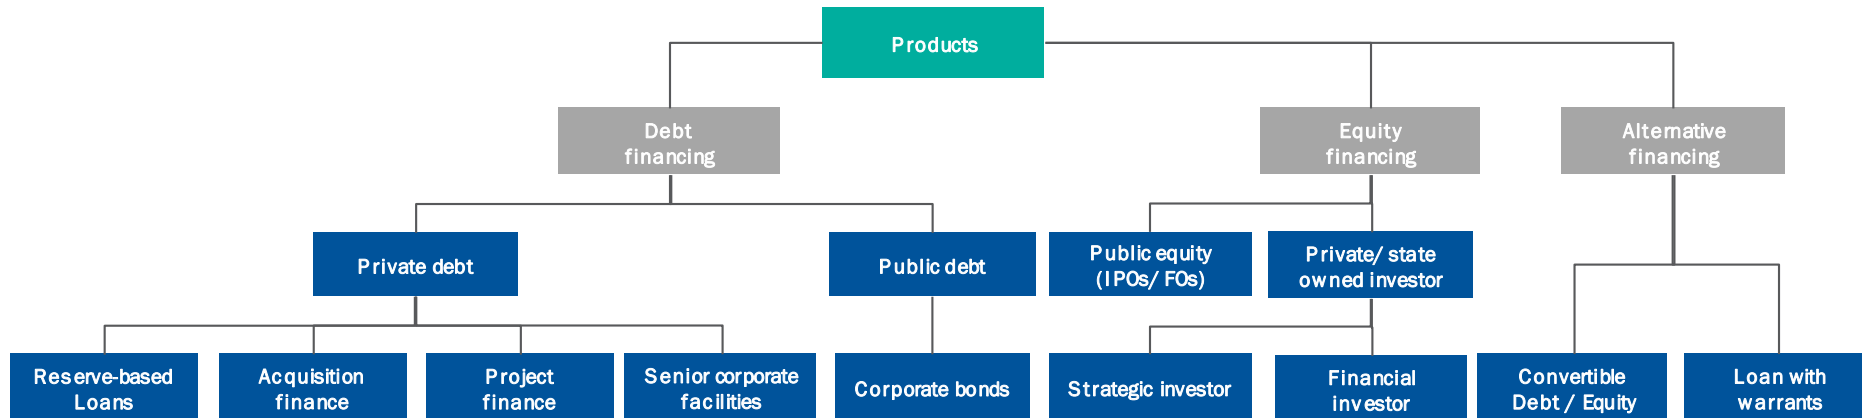 Products
Debt
financing
Equity
financing
Alternative
financing
Private debt
Public debt
Public equity
(IPOs/ FOs)
Private/ state
owned investor
Reserve-based
Loans
Acquisition
finance
Project
finance
Senior corporate
facilities
Corporate bonds
Strategic investor
Financial
investor
Convertible
Debt / Equity
Loan with
warrants